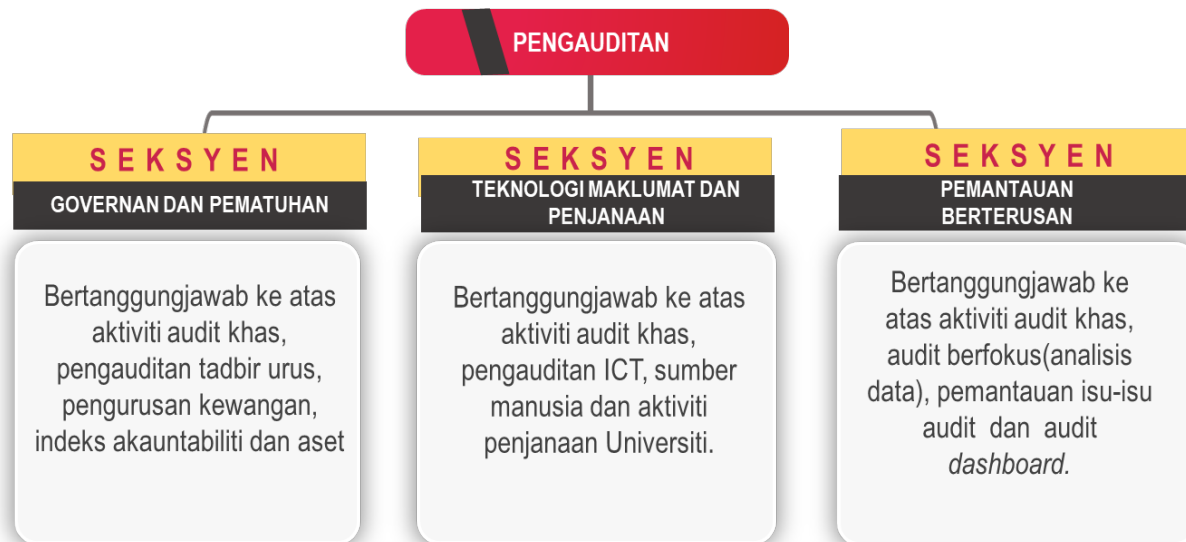 PENGAUDITAN
S E K S Y E N
GOVERNAN DAN PEMATUHAN
Bertanggungjawab ke atas
aktiviti audit khas,
pengauditan tadbir urus,
pengurusan kewangan,
indeks akauntabiliti dan aset
S E K S Y E N
TEKNOLOGI MAKLUMAT DAN
PENJANAAN
Bertanggungjawab ke atas
aktiviti audit khas,
pengauditan ICT, sumber
manusia dan aktiviti
penjanaan Universiti.
S E K S Y E N
PEMANTAUAN
BERTERUSAN
Bertanggungjawab ke
atas aktiviti audit khas,
audit berfokus(analisis
data), pemantauan isu-isu
audit dan audit
dashboard.